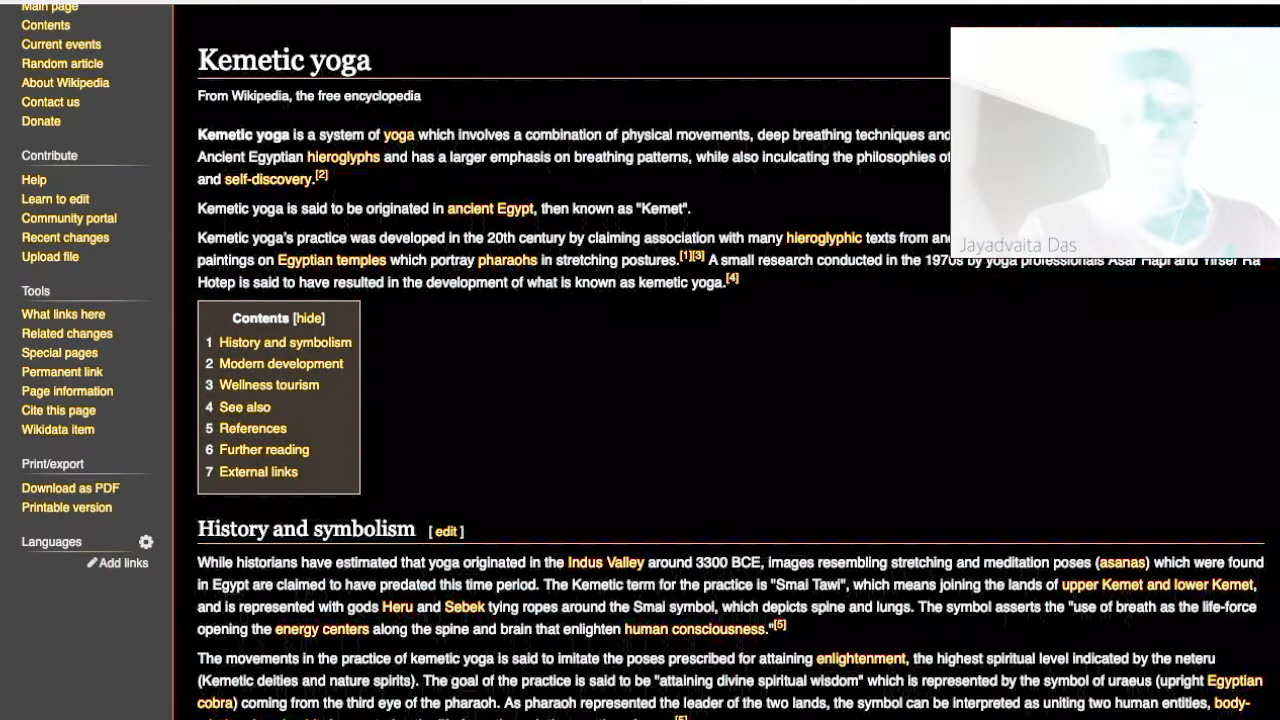 Main page
Contents
Current events
Random article
About Wikipedia
Contact us
Donate
Contribute
Help
Learn to edit
Community portal
Recent changes
Upload file
Tools
What links here
Related changes
Special pages
Permanent link
Page information
Cite this page
Wikidata item
Print/export
Download as PDF
Printable version
Languages
Add links
Kemetic yoga
From Wikipedia, the free encyclopedia
Kemetic yoga is a system of yoga which involves a combination of physical movements, deep breathing techniques and
Ancient Egyptian hieroglyphs and has a larger emphasis on breathing patterns, while also inculcating the philosophies of
and self-discovery.[2]
Kemetic yoga is said to be originated in ancient Egypt, then known as "Kemet".
Kemetic yoga's practice was developed in the 20th century by claiming association with many hieroglyphic texts from
Jayadvaita Das
paintings on Egyptian temples which portray pharaohs in stretching postures.[1][3] A small research conducted in the 1970s by yoga professionals Asar Hapi and Yirser Ra
Hotep is said to have resulted in the development of what is known as kemetic yoga.[4]
Contents [hide]
1 History and symbolism
2 Modern development
3 Wellness tourism
4 See also
5 References
6 Further reading
7 External links
History and symbolism [ edit ]
While historians have estimated that yoga originated in the Indus Valley around 3300 BCE, images resembling stretching and meditation poses (asanas) which were found
in Egypt are claimed to have predated this time period. The Kemetic term for the practice is "Smai Tawi", which means joining the lands of upper Kemet and lower Kemet,
and is represented with gods Heru and Sebek tying ropes around the Smai symbol, which depicts spine and lungs. The symbol asserts the "use of breath as the life-force
opening the energy centers along the spine and brain that enlighten human consciousness."[5]
The movements in the practice of kemetic yoga is said to imitate the poses prescribed for attaining enlightenment, the highest spiritual level indicated by the neteru
(Kemetic deities and nature spirits). The goal of the practice is said to be "attaining divine spiritual wisdom" which is represented by the symbol of uraeus (upright Egyptian
cobra) coming from the third eye of the pharaoh. As pharaoh represented the leader of the two lands, the symbol can be interpreted as uniting two human entities, body-